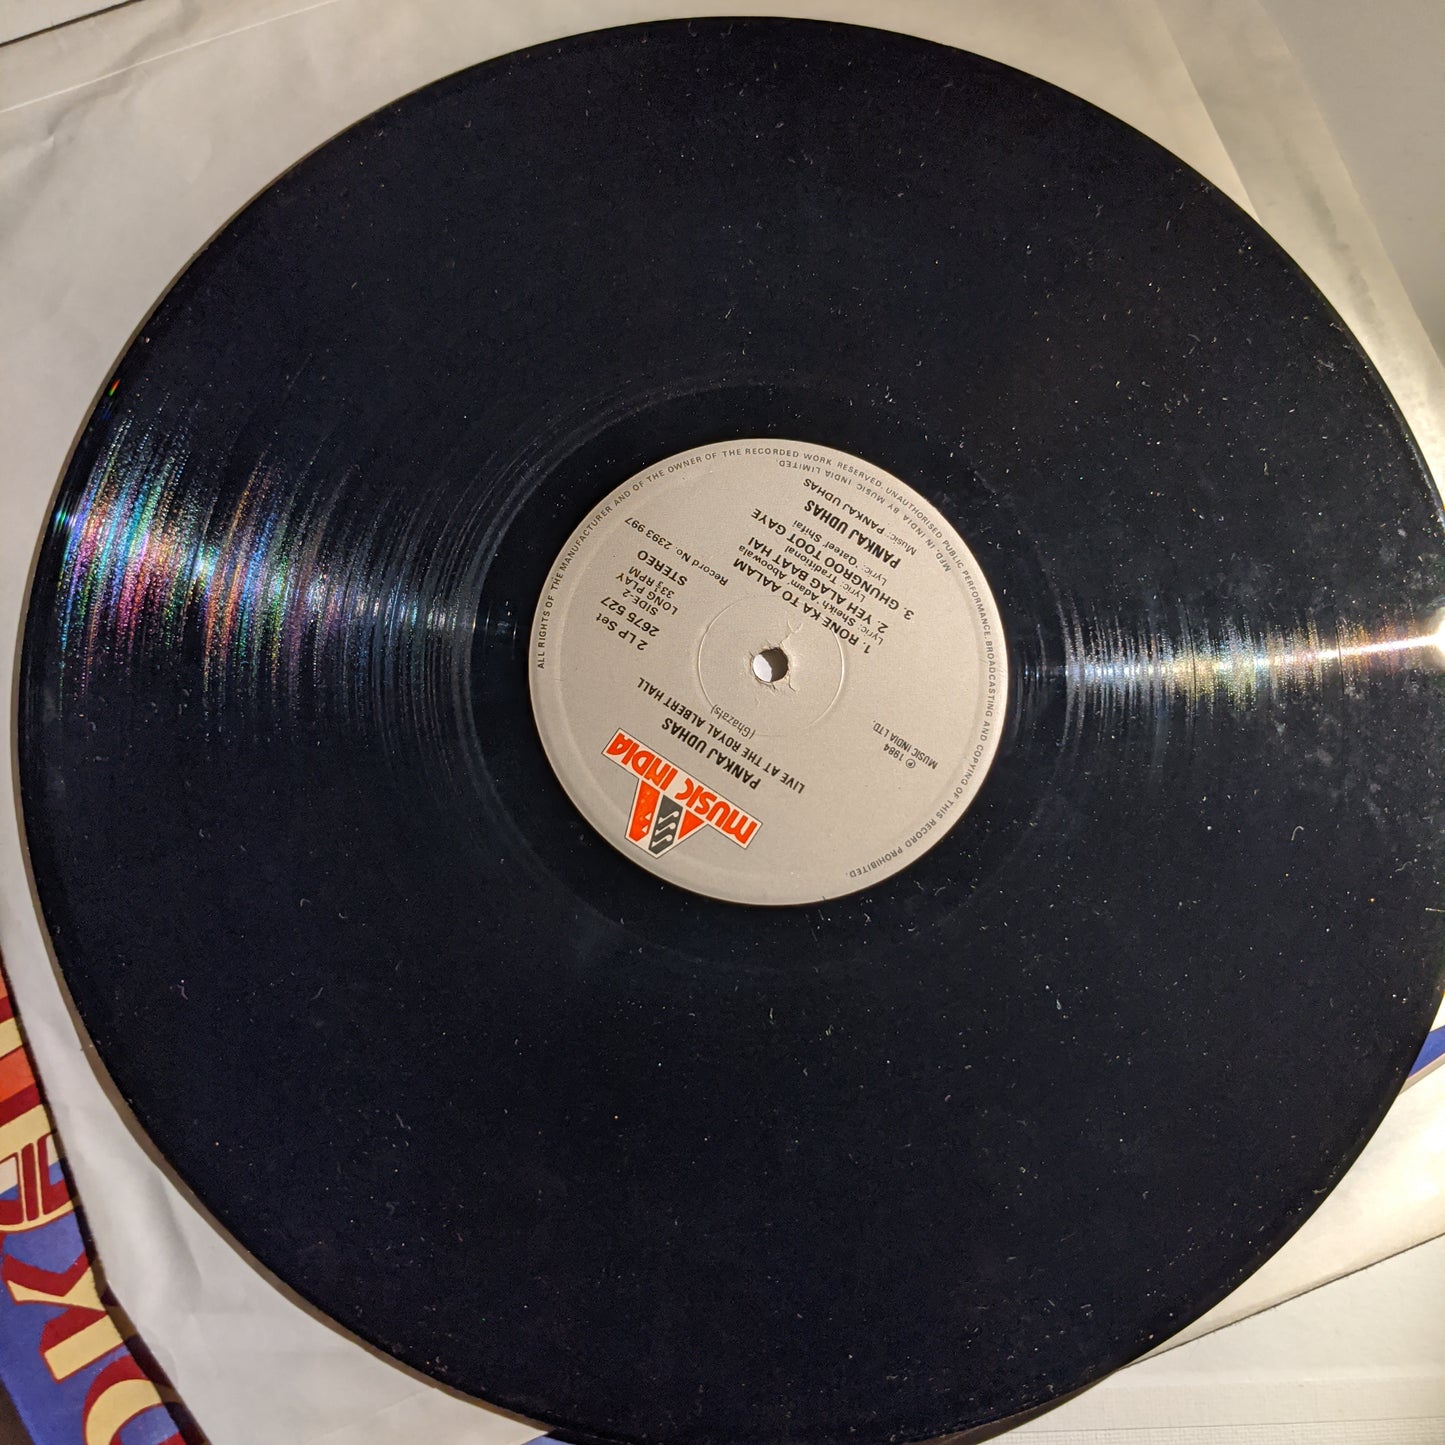 MUSIC INDIA
PANKAJ UDHAS
LIVE AT THE ROYAL ALBERT HALL
(Ghazals)
℗ 1984
MUSIC INDIA LTD.
2 LP Set
2675 527
SIDE-2
LONG PLAY
33⅓ RPM
STEREO
Record No. 2393 997
1. RONE KA TO AALAM
Lyric: Sheikh Adam Aboowala
2. YEH ALAG BAAT HAI
Lyric: Traditional
3. GHUNGROO TOOT GAYE
Lyric: "Qateel" Shifai
PANKAJ UDHAS
Music: PANKAJ UDHAS
MFD. IN INDIA BY MUSIC INDIA LIMITED.
ALL RIGHTS OF THE MANUFACTURER AND OF THE OWNER OF THE RECORDED WORK RESERVED. UNAUTHORISED PUBLIC PERFORMANCE, BROADCASTING AND COPYING OF THIS RECORD PROHIBITED.